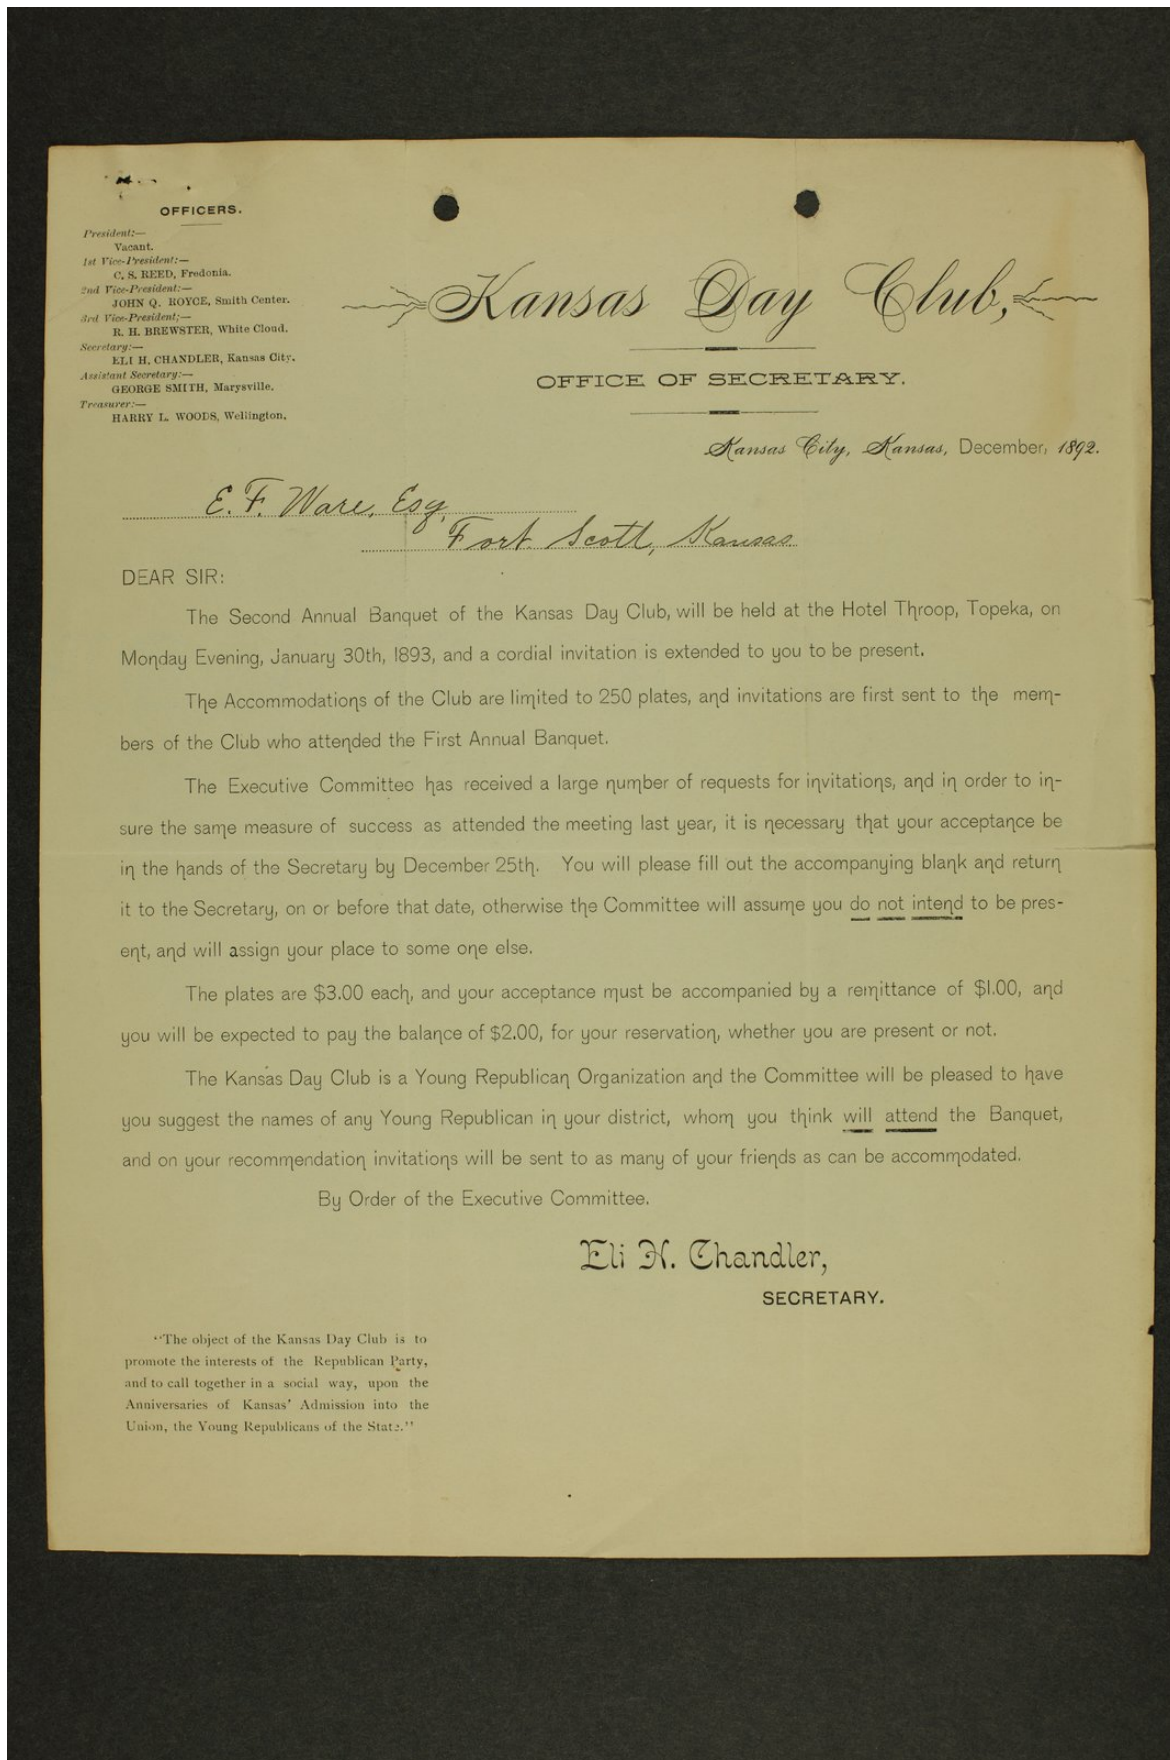 OFFICERS.
President:—
Vacant.
1st Vice-President:—
C. S. REED, Fredonia.
2nd Vice-President:—
JOHN Q. ROYCE, Smith Center.
3rd Vice-President;—
R. H. BREWSTER, White Cloud.
Secretary:—
ELI H. CHANDLER, Kansas City.
Assistant Secretary:—
GEORGE SMITH, Marysville.
Treasurer:—
HARRY L. WOODS, Wellington.
Kansas Day Club,
OFFICE OF SECRETARY.
Kansas City, Kansas, December, 1892.
E. F. Ware, Esq,
Fort Scott, Kansas
DEAR SIR:
The Second Annual Banquet of the Kansas Day Club, will be held at the Hotel Throop, Topeka, on
Monday Evening, January 30th, 1893, and a cordial invitation is extended to you to be present.
The Accommodations of the Club are limited to 250 plates, and invitations are first sent to the mem-
bers of the Club who attended the First Annual Banquet.
The Executive Committee has received a large number of requests for invitations, and in order to in-
sure the same measure of success as attended the meeting last year, it is necessary that your acceptance be
in the hands of the Secretary by December 25th. You will please fill out the accompanying blank and return
it to the Secretary, on or before that date, otherwise the Committee will assume you do not intend to be pres-
ent, and will assign your place to some one else.
The plates are $3.00 each, and your acceptance must be accompanied by a remittance of $1.00, and
you will be expected to pay the balance of $2.00, for your reservation, whether you are present or not.
The Kansas Day Club is a Young Republican Organization and the Committee will be pleased to have
you suggest the names of any Young Republican in your district, whom you think will attend the Banquet,
and on your recommendation invitations will be sent to as many of your friends as can be accommodated.
By Order of the Executive Committee.
Eli H. Chandler,
SECRETARY.
"The object of the Kansas Day Club is to
promote the interests of the Republican Party,
and to call together in a social way, upon the
Anniversaries of Kansas' Admission into the
Union, the Young Republicans of the State."